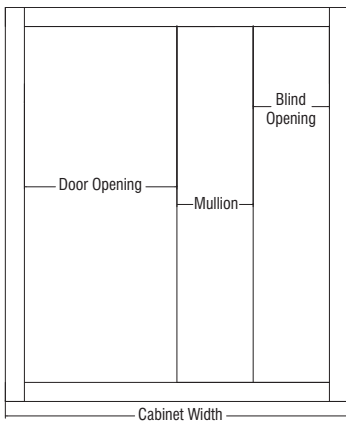 Blind
Opening
Door Opening
Mullion
Cabinet Width